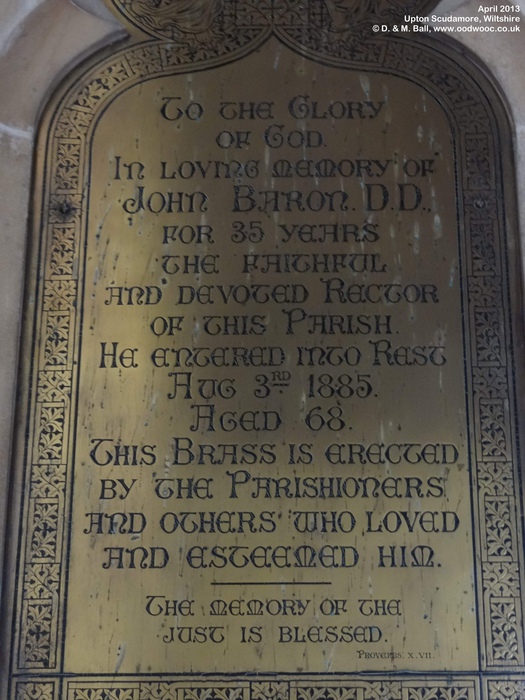 April 2013
Upton Scudamore, Wiltshire
© D. & M. Ball, www.oodwooc.co.uk
To the Glory
of God.
In loving memory of
John Baron. D.D.,
for 35 years
the faithful
and devoted Rector
of this Parish.
He entered into Rest
Aug 3RD 1885.
Aged 68.
This Brass is erected
by the Parishioners
and others who loved
and esteemed him.
The memory of the
just is blessed.
Proverbs. X. VII.